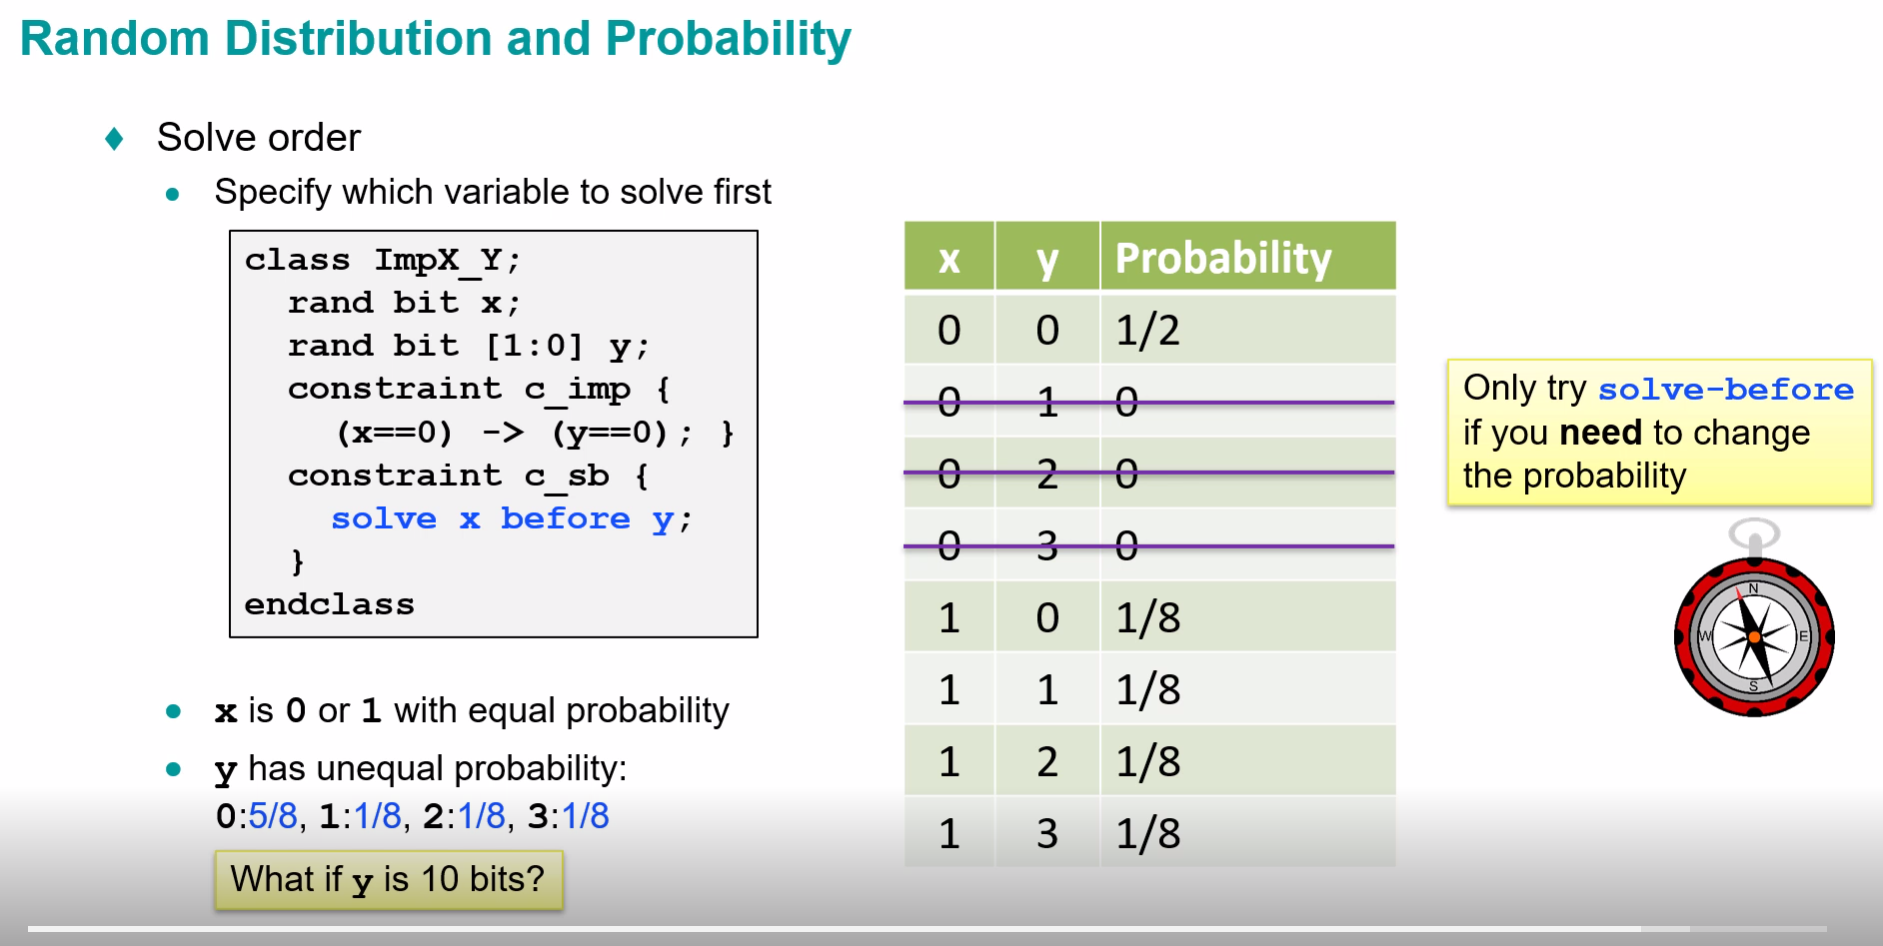 Random Distribution and Probability
Solve order
Specify which variable to solve first
class ImpX_Y;
rand bit x;
rand bit [1:0] y;
constraint c_imp {
(x==0) -> (y==0); }
constraint c_sb {
solve x before y;
}
endclass
x is 0 or 1 with equal probability
y has unequal probability:
0:5/8, 1:1/8, 2:1/8, 3:1/8
What if y is 10 bits?
x y Probability
0 0 1/2
0 1 0
0 2 0
0 3 0
1 0 1/8
1 1 1/8
1 2 1/8
1 3 1/8
Only try solve-before
if you need to change
the probability
N
W E
S